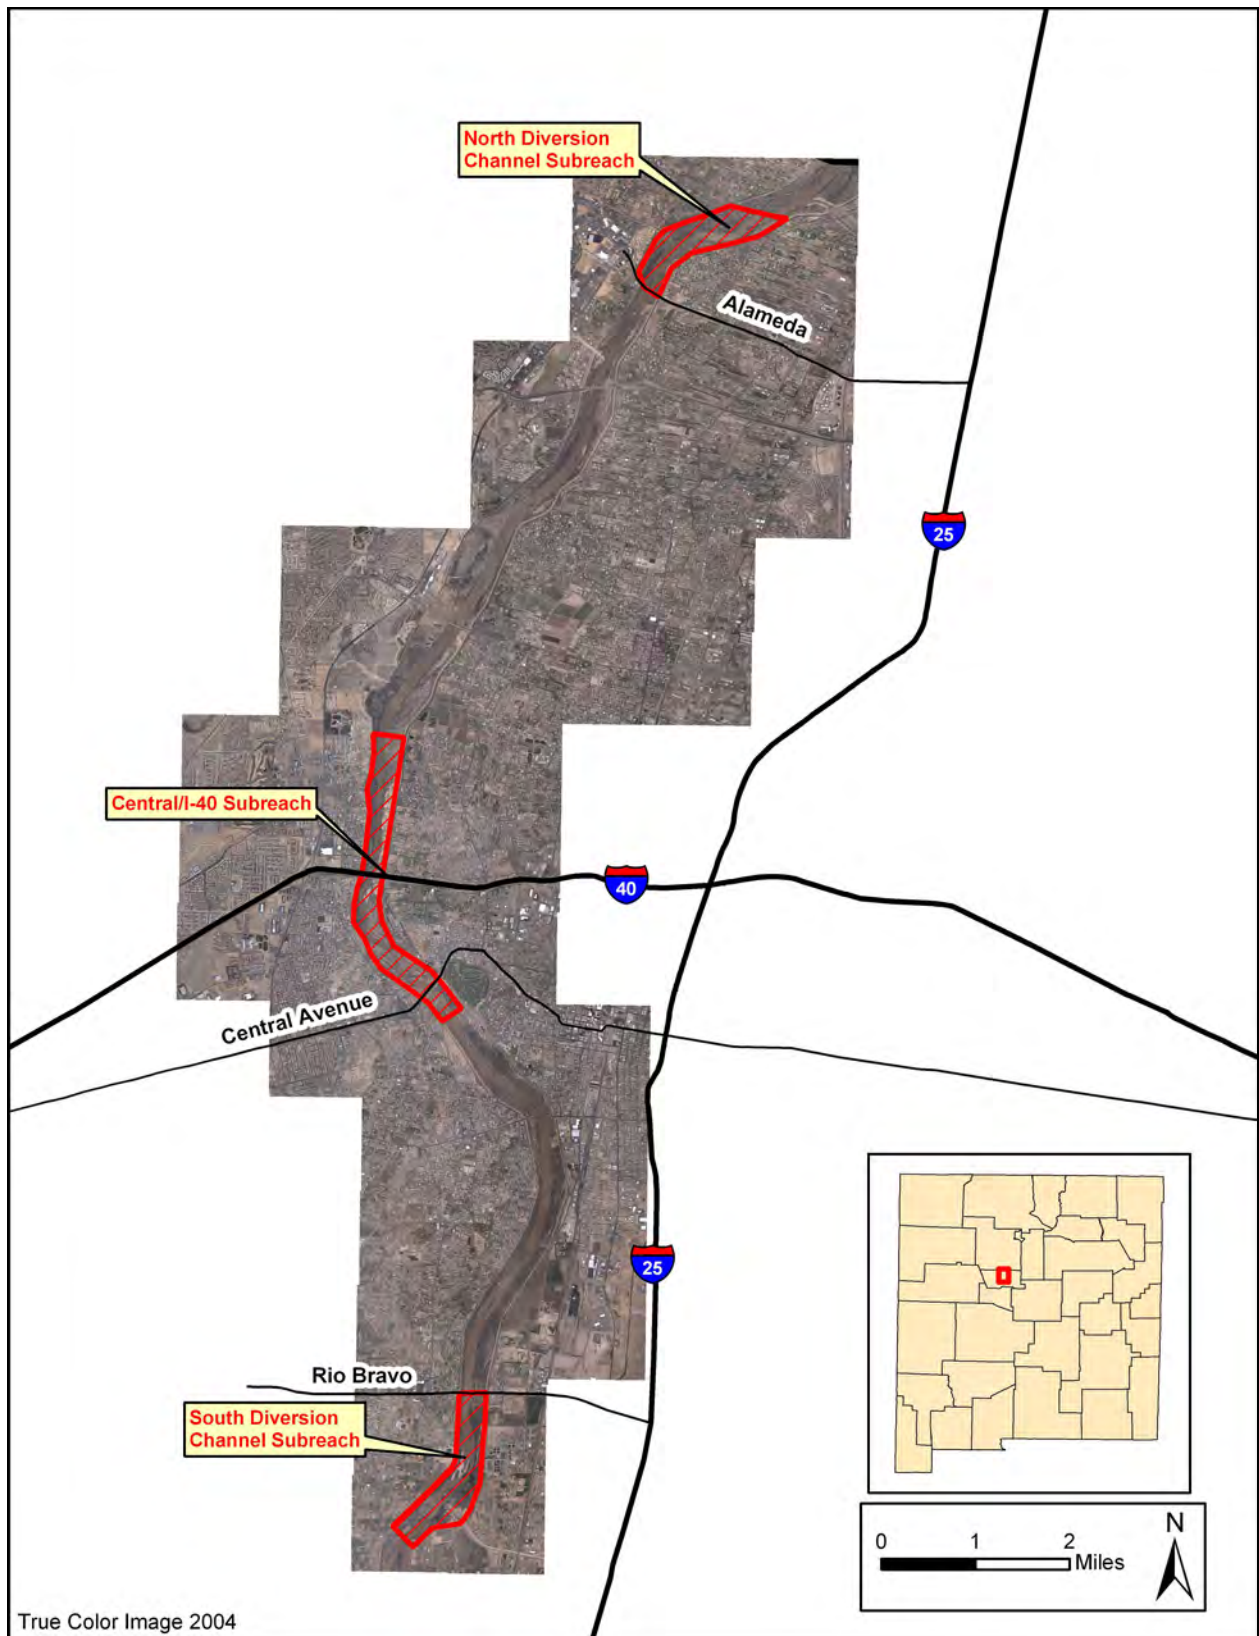 North Diversion
Channel Subreach
Alameda
25
Central/I-40 Subreach
40
Central Avenue
25
Rio Bravo
South Diversion
Channel Subreach
N
0 1 2
Miles
True Color Image 2004